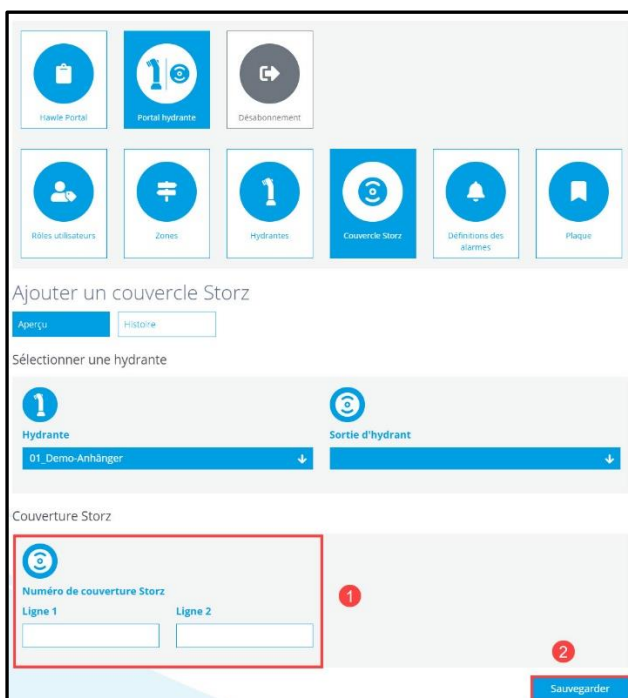 Hawle Portal
Portal hydrante
Désabonnement
Rôles utilisateurs
Zones
Hydrantes
Couvercle Storz
Définitions des
alarmes
Plaque
Ajouter un couvercle Storz
Aperçu
Histoire
Sélectionner une hydrante
Hydrante
Sortie d'hydrant
01_Demo-Anhänger
Couverture Storz
Numéro de couverture Storz
1
Ligne 1
Ligne 2
2
Sauvegarder